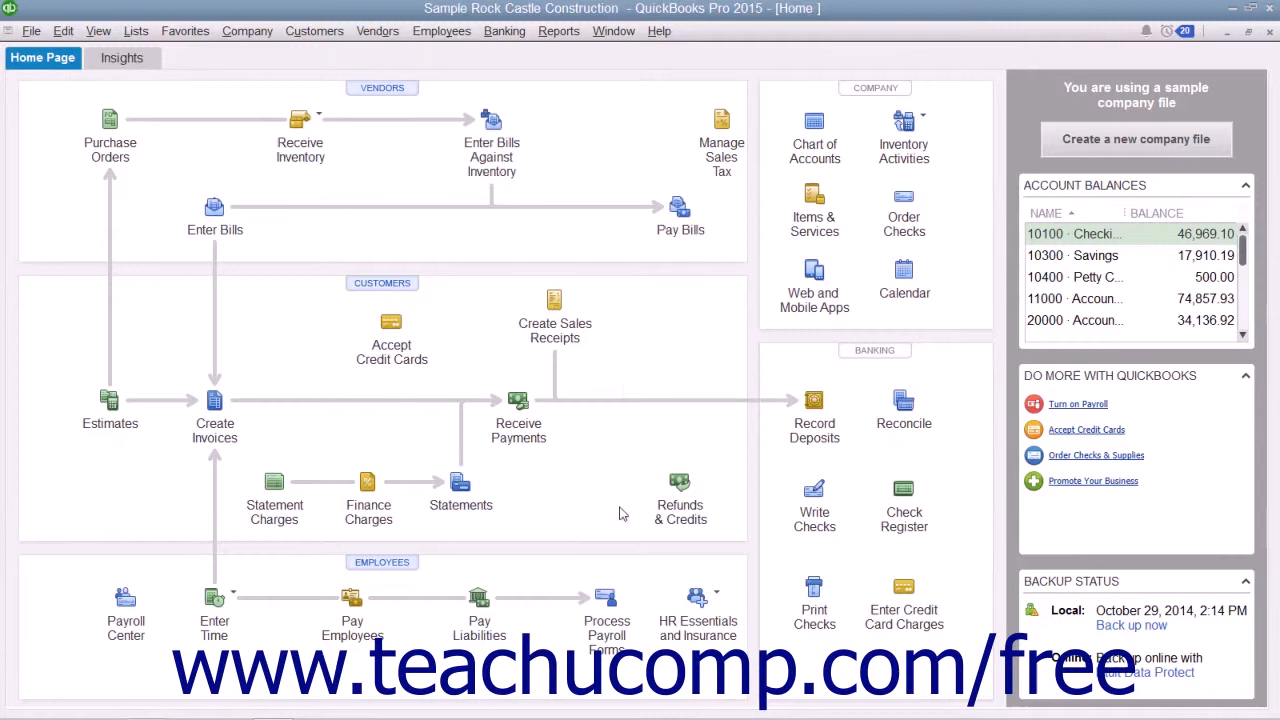 Sample Rock Castle Construction - QuickBooks Pro 2015 - [Home ]
File Edit View Lists Favorites Company Customers Vendors Employees Banking Reports Window Help
20
Home Page Insights
VENDORS
Purchase
Orders
Receive
Inventory
Enter Bills
Against
Inventory
Manage
Sales
Tax
Enter Bills
Pay Bills
CUSTOMERS
Accept
Credit Cards
Create Sales
Receipts
Estimates
Create
Invoices
Receive
Payments
Statement
Charges
Finance
Charges
Statements
Refunds
& Credits
EMPLOYEES
Payroll
Center
Enter
Time
Pay
Employees
Pay
Liabilities
Process
Payroll
Forms
HR Essentials
and Insurance
COMPANY
Chart of
Accounts
Inventory
Activities
Items &
Services
Order
Checks
Web and
Mobile Apps
Calendar
BANKING
Record
Deposits
Reconcile
Write
Checks
Check
Register
Print
Checks
Enter Credit
Card Charges
You are using a sample
company file
Create a new company file
ACCOUNT BALANCES
NAME BALANCE
10100 · Checki... 46,969.10
10300 · Savings 17,910.19
10400 · Petty C... 500.00
11000 · Accoun... 74,857.93
20000 · Accoun... 34,136.92
DO MORE WITH QUICKBOOKS
Turn on Payroll
Accept Credit Cards
Order Checks & Supplies
Promote Your Business
BACKUP STATUS
Local: October 29, 2014, 2:14 PM
Back up now
Online: Back up online with
Data Protect
www.teachucomp.com/free